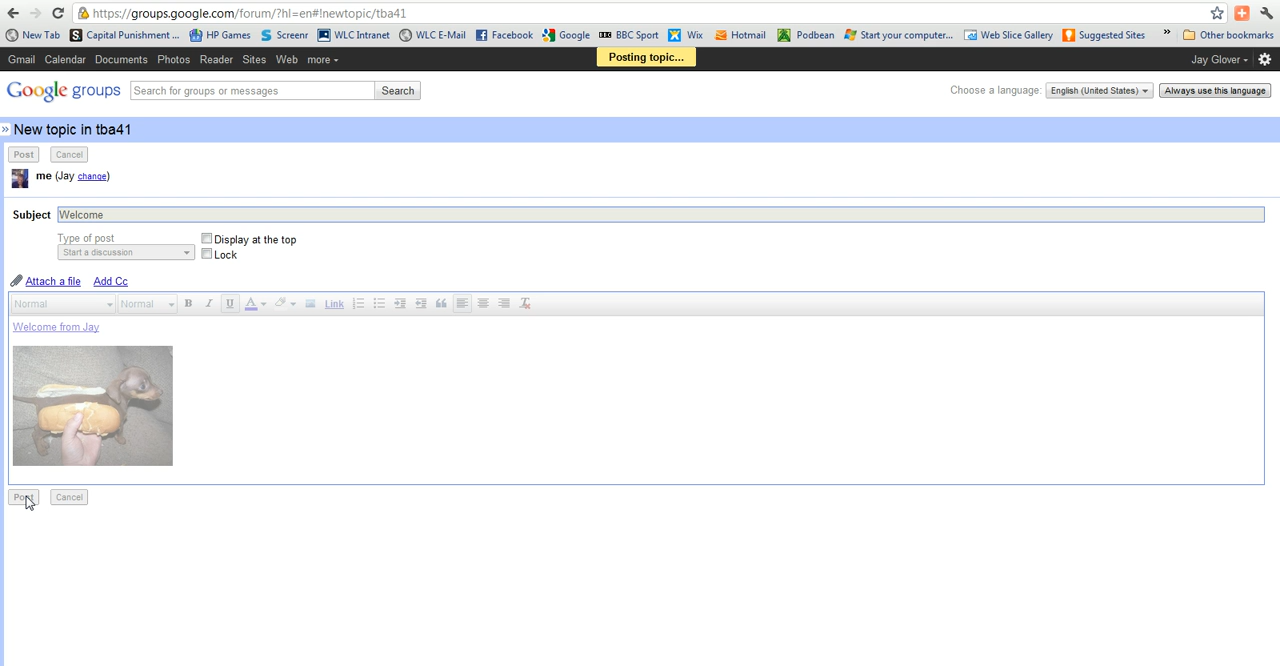 https://groups.google.com/forum/?hl=en#!newtopic/tba41
New Tab Capital Punishment ... HP Games Screenr WLC Intranet WLC E-Mail Facebook Google BBC Sport Wix Hotmail Podbean Start your computer... Web Slice Gallery Suggested Sites » Other bookmarks
Gmail Calendar Documents Photos Reader Sites Web more Posting topic... Jay Glover
Google groups Search for groups or messages Search Choose a language: English (United States) Always use this language
» New topic in tba41
Post Cancel
me (Jay change)
Subject Welcome
Type of post
Start a discussion
Display at the top
Lock
Attach a file Add Cc
Normal Normal B I U A Link
Welcome from Jay
Post Cancel